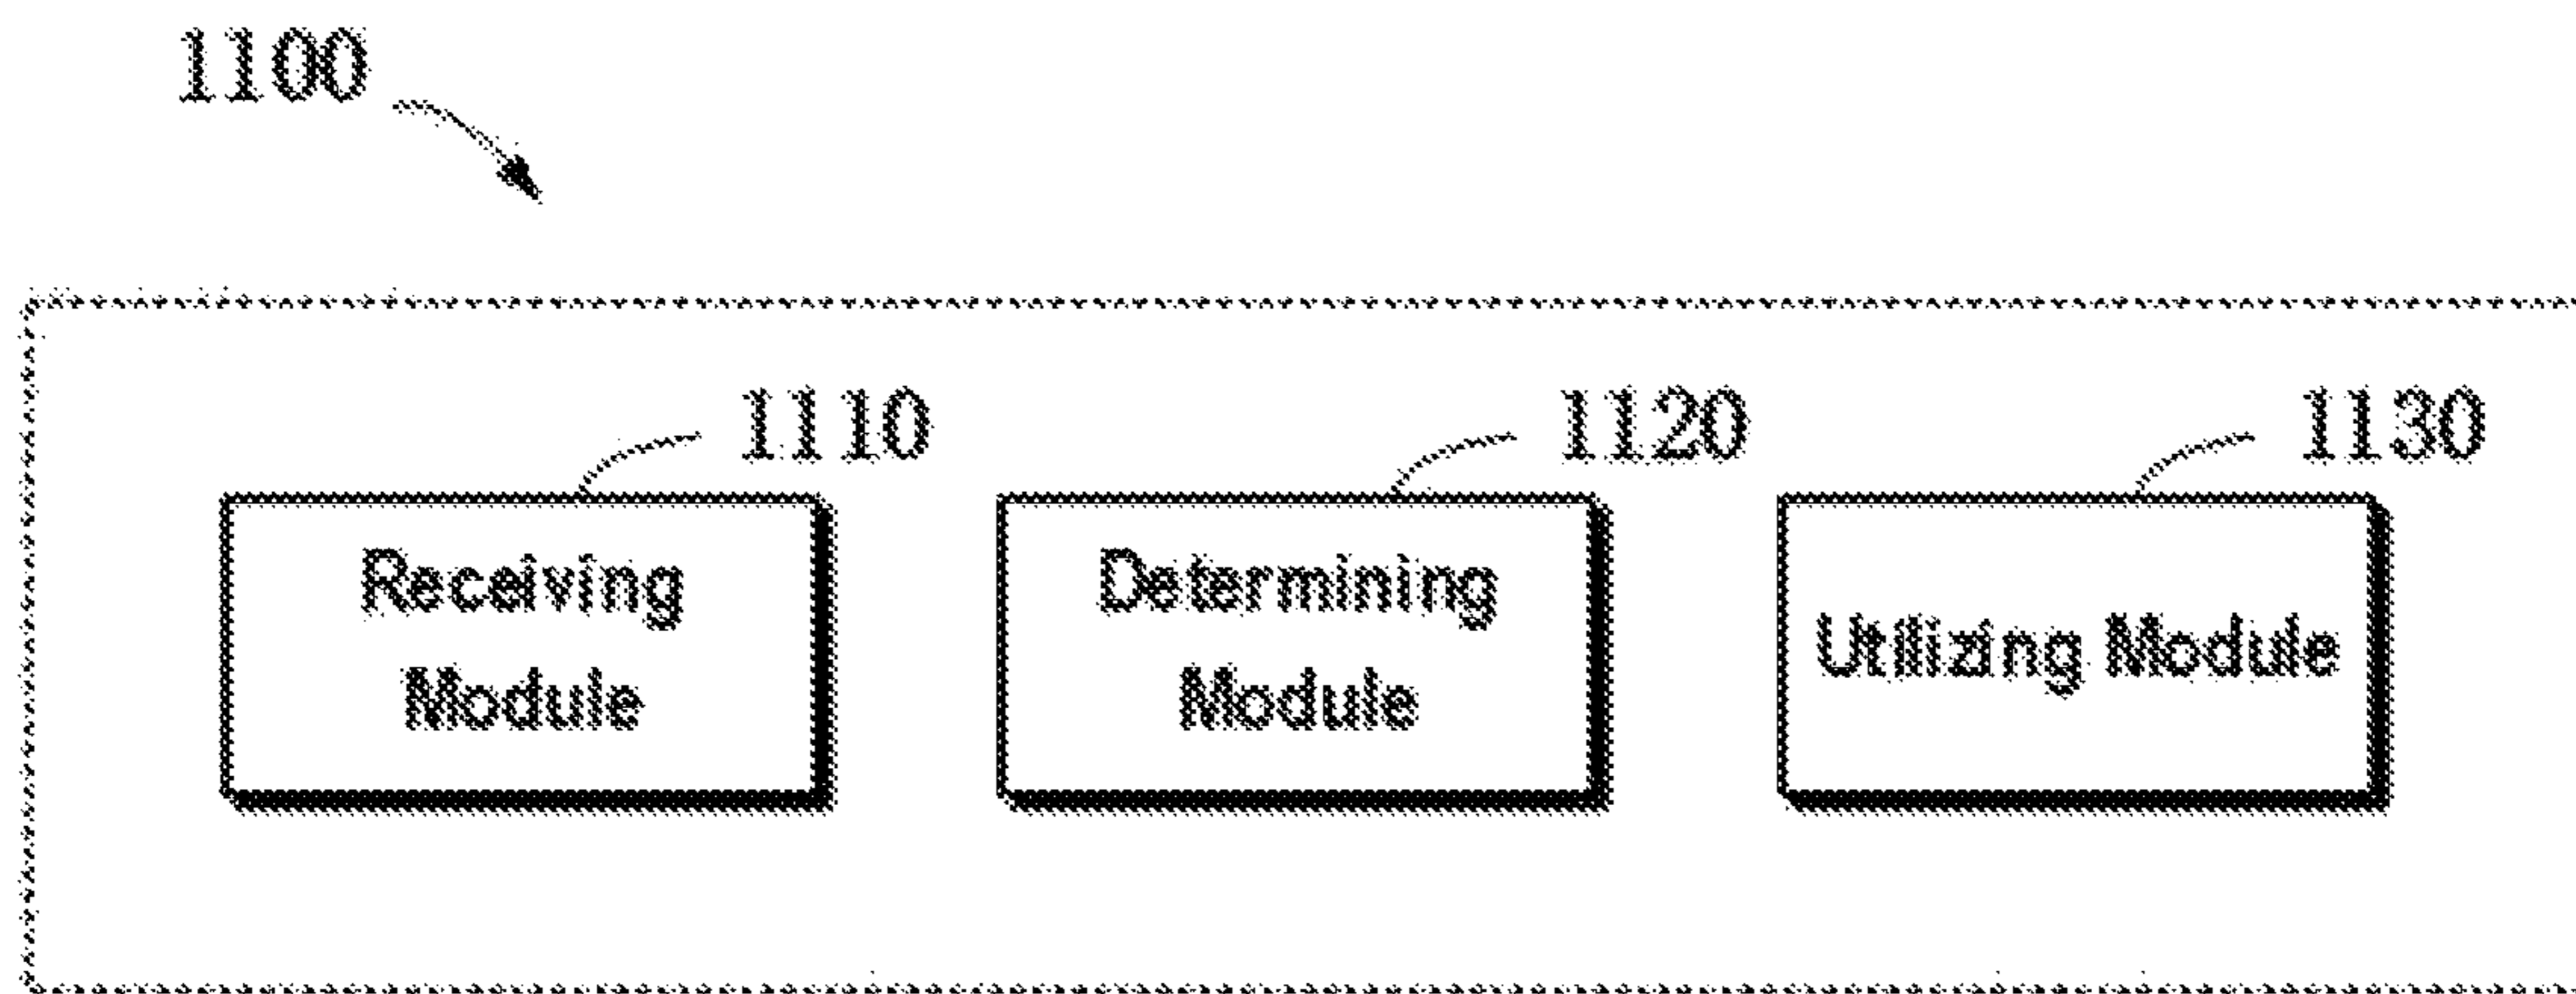 1100
1110
1120
1130
Receiving
Module
Determining
Module
Utilizing Module